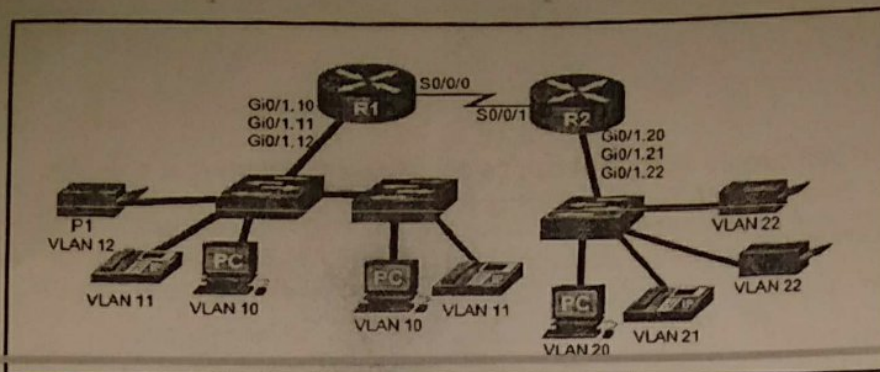 S0/0/0
R1
Gi0/1.10
Gi0/1.11
Gi0/1.12
S0/0/1
R2
Gi0/1.20
Gi0/1.21
Gi0/1.22
P1
VLAN 12
VLAN 11
PC
VLAN 10
PC
VLAN 10
VLAN 11
VLAN 22
VLAN 22
PC
VLAN 20
VLAN 21